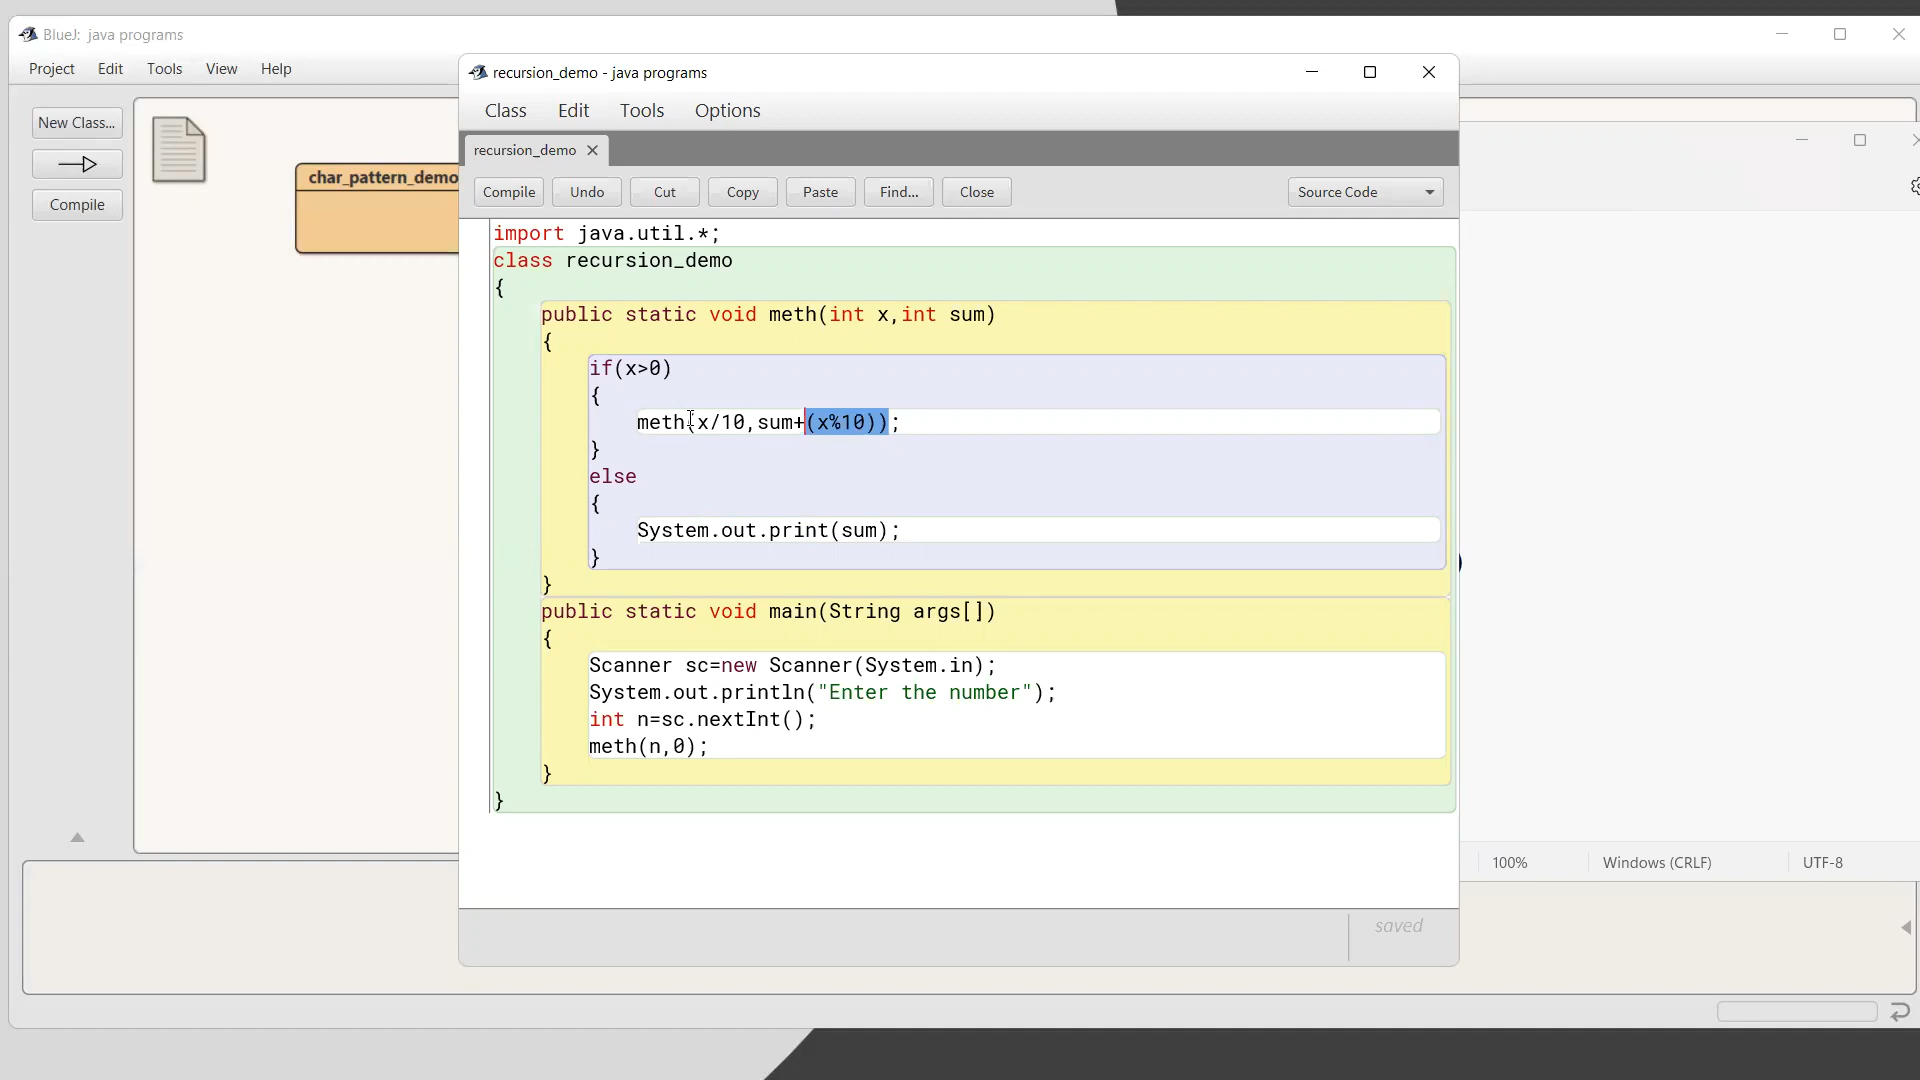 BlueJ: java programs
Project Edit Tools View Help
New Class...
Compile
char_pattern_demo
recursion_demo - java programs
Class Edit Tools Options
recursion_demo
Compile Undo Cut Copy Paste Find... Close Source Code
import java.util.*;
class recursion_demo
{
public static void meth(int x,int sum)
{
if(x>0)
{
meth(x/10,sum+(x%10));
}
else
{
System.out.print(sum);
}
}
public static void main(String args[])
{
Scanner sc=new Scanner(System.in);
System.out.println("Enter the number");
int n=sc.nextInt();
meth(n,0);
}
}
saved
100% Windows (CRLF) UTF-8